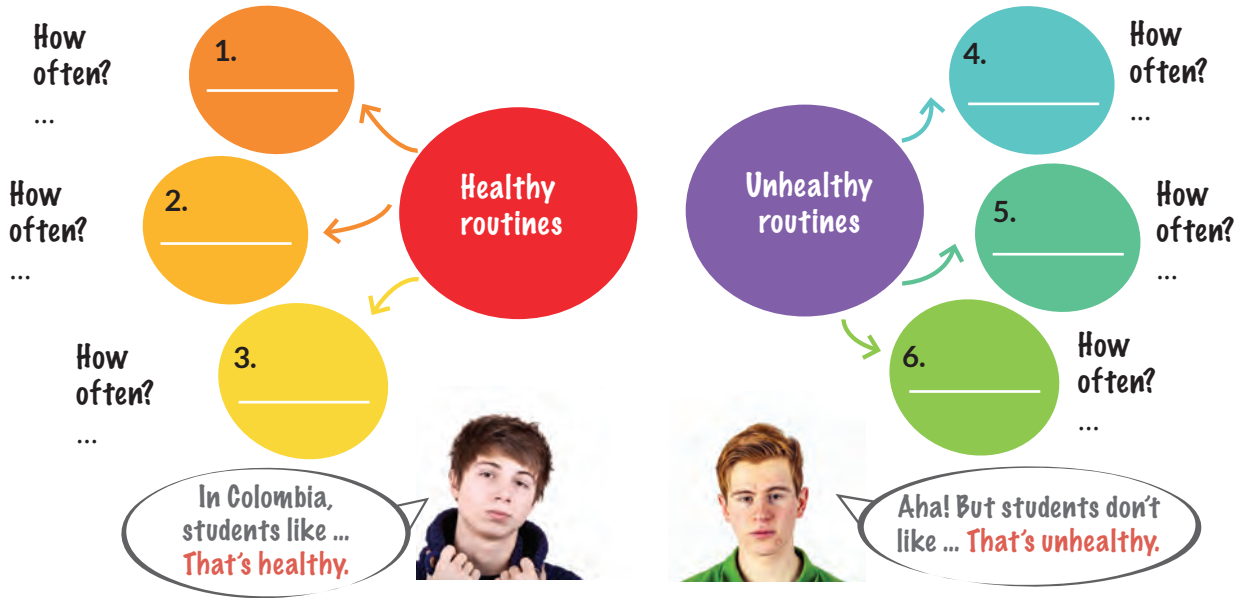 How
often?
...
1.
How
often?
...
2.
How
often?
...
3.
Healthy
routines
Unhealthy
routines
4.
How
often?
...
5.
How
often?
...
6.
How
often?
...
In Colombia,
students like ...
That's healthy.
Aha! But students don't
like ... That's unhealthy.